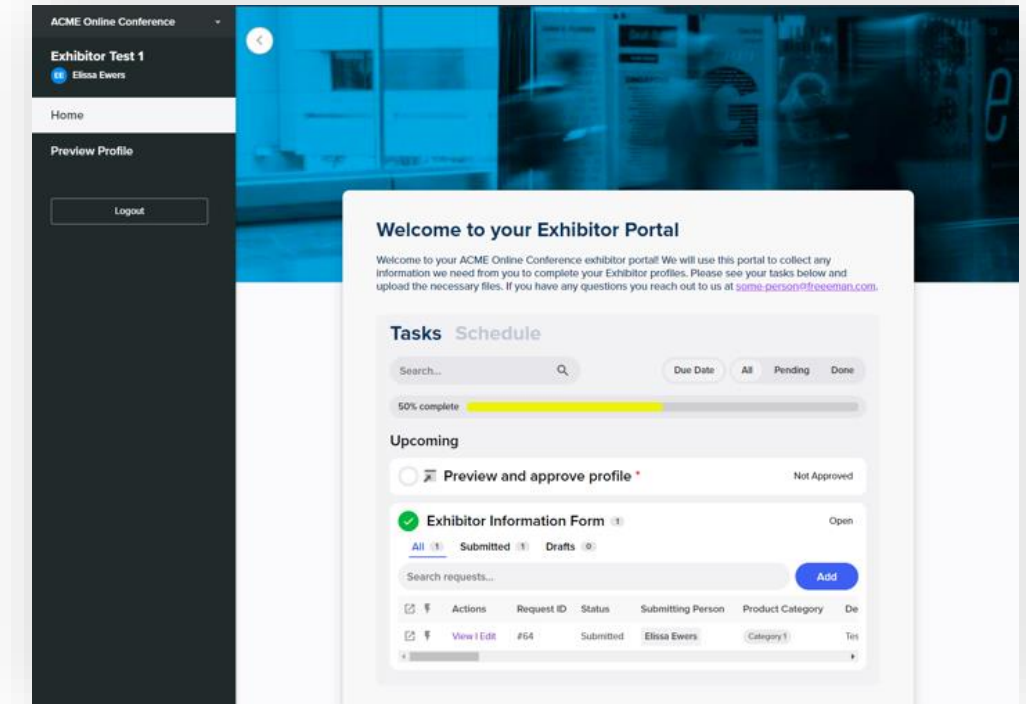 ACME Online Conference
Exhibitor Test 1
EE Elissa Ewers
Home
Preview Profile
Logout
Welcome to your Exhibitor Portal
Welcome to your ACME Online Conference exhibitor portal! We will use this portal to collect any
information we need from you to complete your Exhibitor profiles. Please see your tasks below and
upload the necessary files. If you have any questions you reach out to us at some-person@freeeman.com.
Tasks Schedule
Search... Due Date All Pending Done
50% complete
Upcoming
Preview and approve profile * Not Approved
Exhibitor Information Form 1 Open
All 1 Submitted 1 Drafts 0
Search requests... Add
Actions Request ID Status Submitting Person Product Category De
View | Edit #64 Submitted Elissa Ewers Category 1 Tes